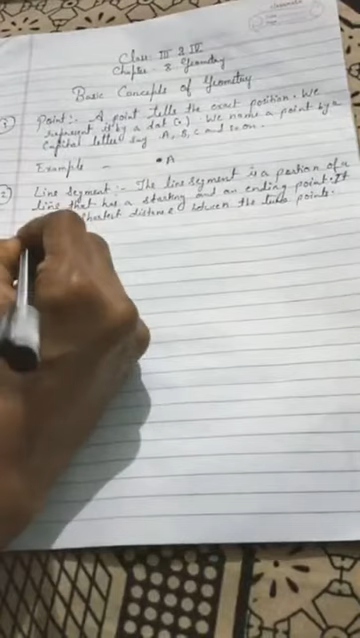 classmate
Class III & IV
Chapter - 8 Geometry
Basic Concepts of Geometry
1) Point :- A point tells the exact position. We
represent it by a dot (.). We name a point by a
capital letter say A, B, C and so on.
Example - • A
2) Line Segment :- The line segment is a portion of a
line that has a starting and an ending point. It
shortest distance between the two points.